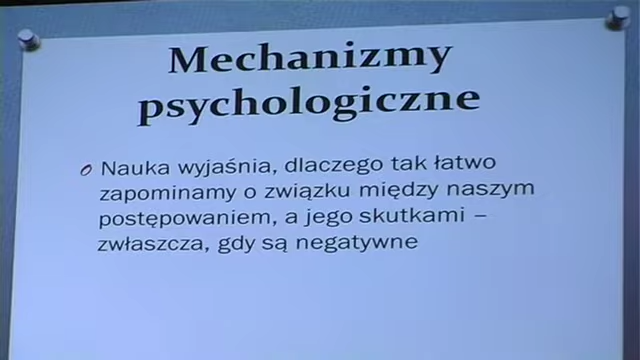 Mechanizmy
psychologiczne
Nauka wyjaśnia, dlaczego tak łatwo
zapominamy o związku między naszym
postępowaniem, a jego skutkami –
zwłaszcza, gdy są negatywne